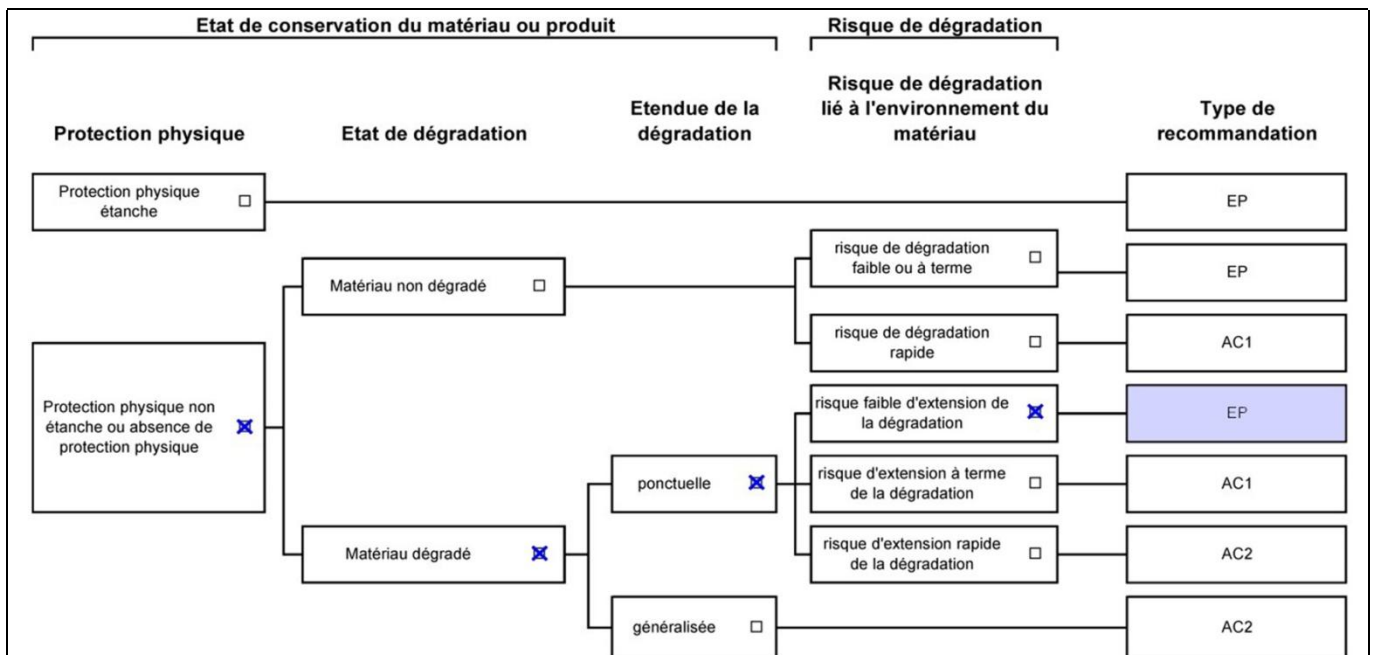 Etat de conservation du matériau ou produit
Risque de dégradation
Protection physique
Etat de dégradation
Etendue de la
dégradation
Risque de dégradation
lié à l'environnement du
matériau
Type de
recommandation
Protection physique
étanche
EP
Matériau non dégradé
risque de dégradation
faible ou à terme
EP
risque de dégradation
rapide
AC1
Protection physique non
étanche ou absence de
protection physique
risque faible d'extension de
la dégradation
EP
ponctuelle
risque d'extension à terme
de la dégradation
AC1
Matériau dégradé
risque d'extension rapide
de la dégradation
AC2
généralisée
AC2